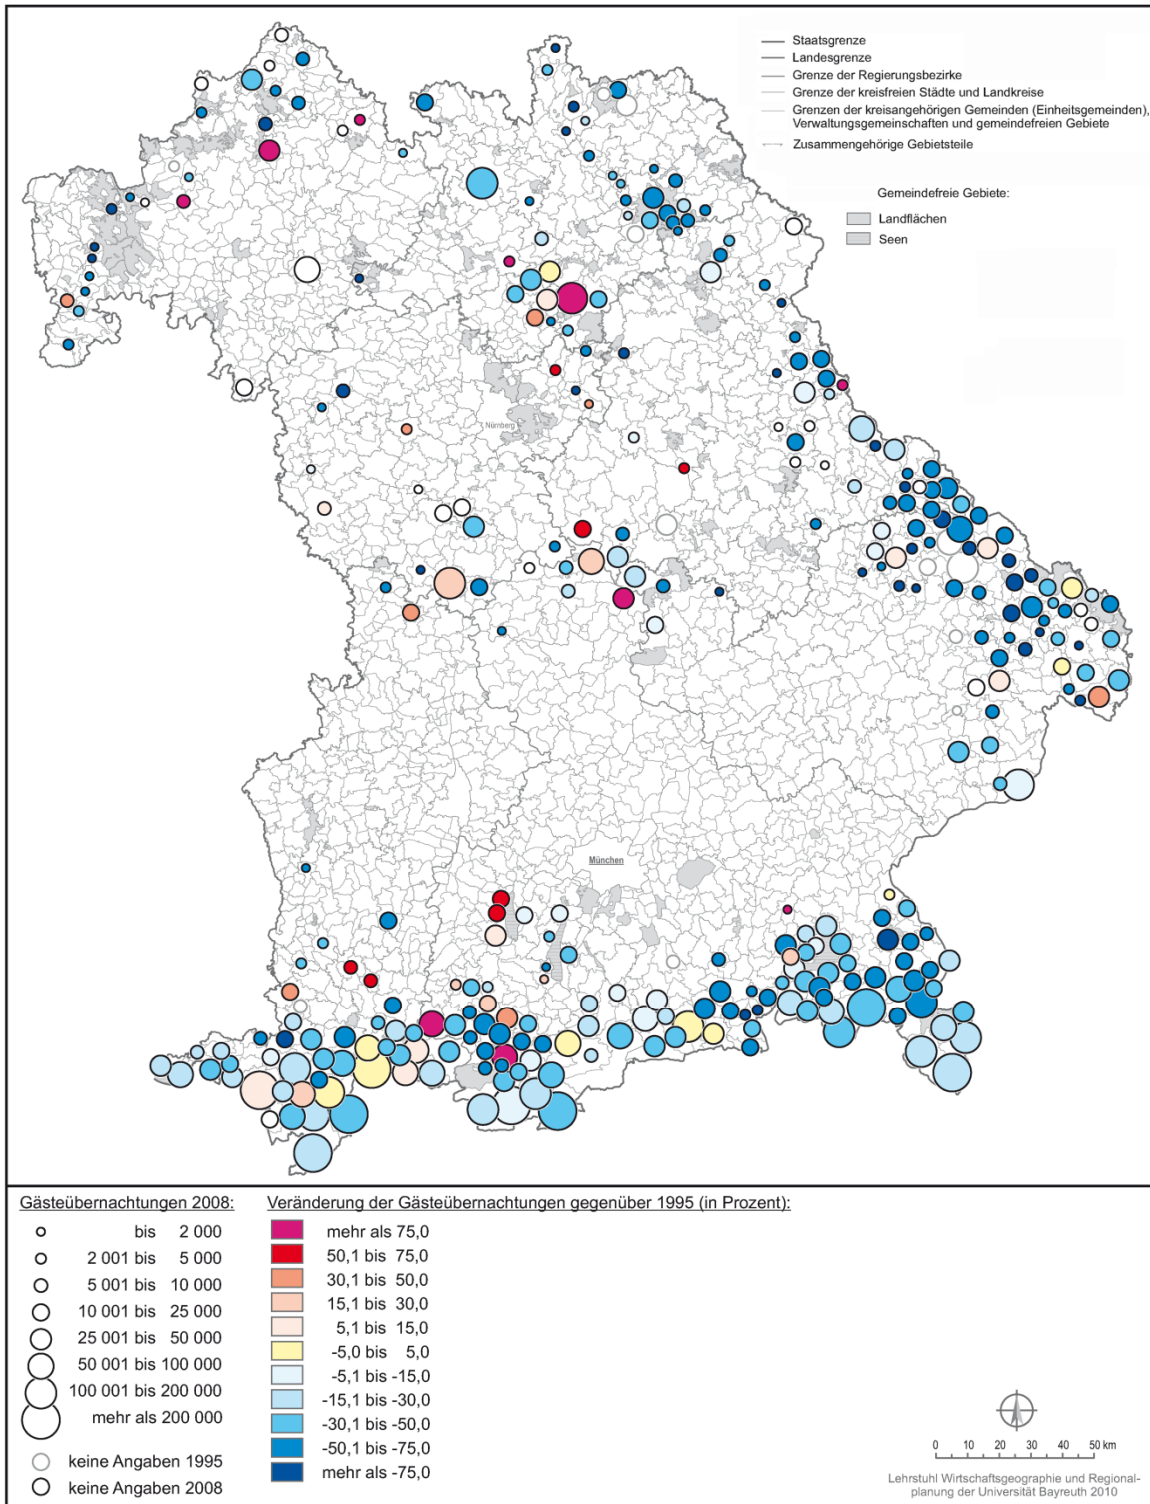 Staatsgrenze
Landesgrenze
Grenze der Regierungsbezirke
Grenze der kreisfreien Städte und Landkreise
Grenzen der kreisangehörigen Gemeinden (Einheitsgemeinden),
Verwaltungsgemeinschaften und gemeindefreien Gebiete
Zusammengehörige Gebietsteile
Gemeindefreie Gebiete:
Landflächen
Seen
Nürnberg
München
Gästeübernachtungen 2008:
bis 2 000
2 001 bis 5 000
5 001 bis 10 000
10 001 bis 25 000
25 001 bis 50 000
50 001 bis 100 000
100 001 bis 200 000
mehr als 200 000
keine Angaben 1995
keine Angaben 2008
Veränderung der Gästeübernachtungen gegenüber 1995 (in Prozent):
mehr als 75,0
50,1 bis 75,0
30,1 bis 50,0
15,1 bis 30,0
5,1 bis 15,0
-5,0 bis 5,0
-5,1 bis -15,0
-15,1 bis -30,0
-30,1 bis -50,0
-50,1 bis -75,0
mehr als -75,0
0 10 20 30 40 50 km
Lehrstuhl Wirtschaftsgeographie und Regional-
planung der Universität Bayreuth 2010